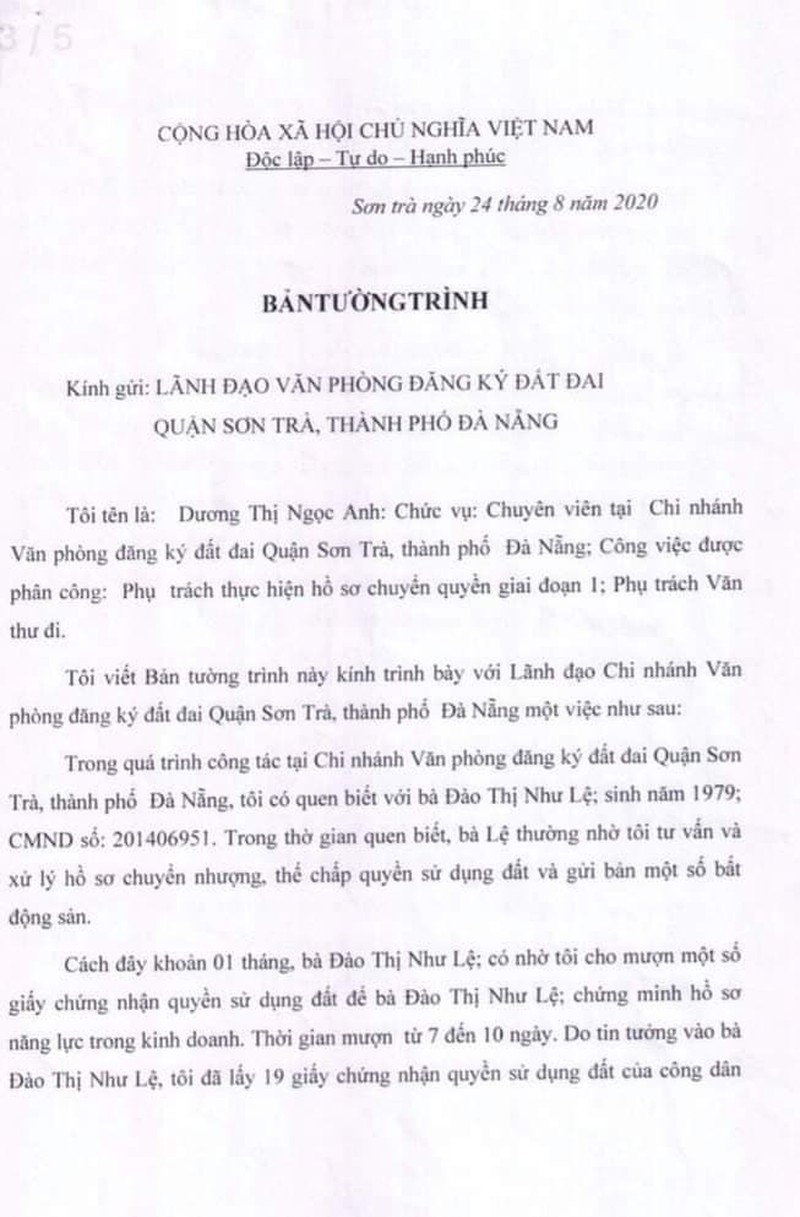 3 / 5
CỘNG HÒA XÃ HỘI CHỦ NGHĨA VIỆT NAM
Độc lập – Tự do – Hạnh phúc
Sơn trà ngày 24 tháng 8 năm 2020
BẢNTƯỜNGTRÌNH
Kính gửi: LÃNH ĐẠO VĂN PHÒNG ĐĂNG KÝ ĐẤT ĐAI
QUẬN SƠN TRÀ, THÀNH PHỐ ĐÀ NẴNG
Tôi tên là: Dương Thị Ngọc Anh: Chức vụ: Chuyên viên tại Chi nhánh
Văn phòng đăng ký đất đai Quận Sơn Trà, thành phố Đà Nẵng; Công việc được
phân công: Phụ trách thực hiện hồ sơ chuyển quyền giai đoạn 1; Phụ trách Văn
thư đi.
Tôi viết Bản tường trình này kính trình bày với Lãnh đạo Chi nhánh Văn
phòng đăng ký đất đai Quận Sơn Trà, thành phố Đà Nẵng một việc như sau:
Trong quá trình công tác tại Chi nhánh Văn phòng đăng ký đất đai Quận Sơn
Trà, thành phố Đà Nẵng, tôi có quen biết với bà Đào Thị Như Lệ; sinh năm 1979;
CMND số: 201406951. Trong thờ gian quen biết, bà Lệ thường nhờ tôi tư vấn và
xử lý hồ sơ chuyển nhượng, thế chấp quyền sử dụng đất và gửi bán một số bất
động sản.
Cách đây khoản 01 tháng, bà Đào Thị Như Lệ; có nhờ tôi cho mượn một số
giấy chứng nhận quyền sử dụng đất để bà Đào Thị Như Lệ; chứng minh hồ sơ
năng lực trong kinh doanh. Thời gian mượn từ 7 đến 10 ngày. Do tin tưởng vào bà
Đào Thị Như Lệ, tôi đã lấy 19 giấy chứng nhận quyền sử dụng đất của công dân